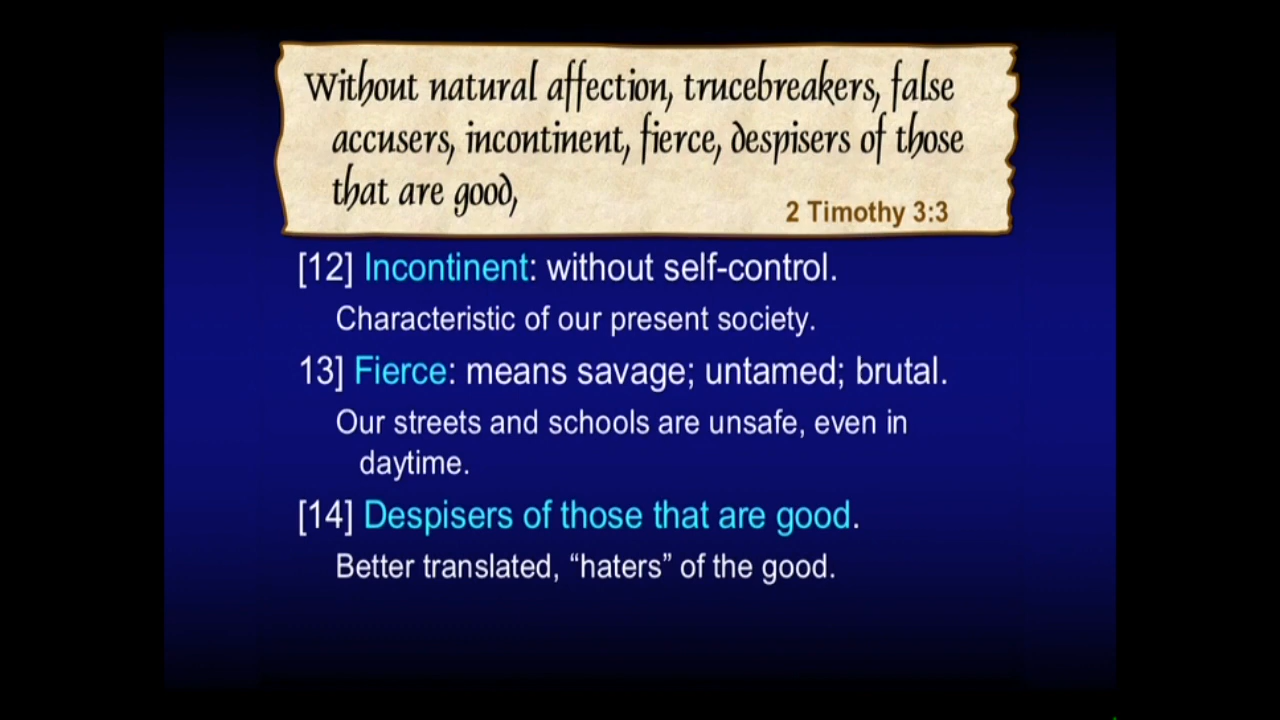 Without natural affection, trucebreakers, false
accusers, incontinent, fierce, despisers of those
that are good,
2 Timothy 3:3
[12] Incontinent: without self-control.
Characteristic of our present society.
13] Fierce: means savage; untamed; brutal.
Our streets and schools are unsafe, even in
daytime.
[14] Despisers of those that are good.
Better translated, “haters” of the good.